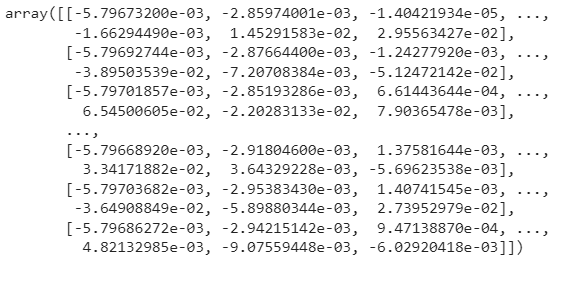 array([[-5.79673200e-03, -2.85974001e-03, -1.40421934e-05, ...,
-1.66294490e-03, 1.45291583e-02, 2.95563427e-02],
[-5.79692744e-03, -2.87664400e-03, -1.24277920e-03, ...,
-3.89503539e-02, -7.20708384e-03, -5.12472142e-02],
[-5.79701857e-03, -2.85193286e-03, 6.61443644e-04, ...,
6.54500605e-02, -2.20283133e-02, 7.90365478e-03],
...,
[-5.79668920e-03, -2.91804600e-03, 1.37581644e-03, ...,
3.34171882e-02, 3.64329228e-02, -5.69623538e-03],
[-5.79703682e-03, -2.95383430e-03, 1.40741545e-03, ...,
-3.64908849e-02, -5.89880344e-03, 2.73952979e-02],
[-5.79686272e-03, -2.94215142e-03, 9.47138870e-04, ...,
4.82132985e-03, -9.07559448e-03, -6.02920418e-03]])